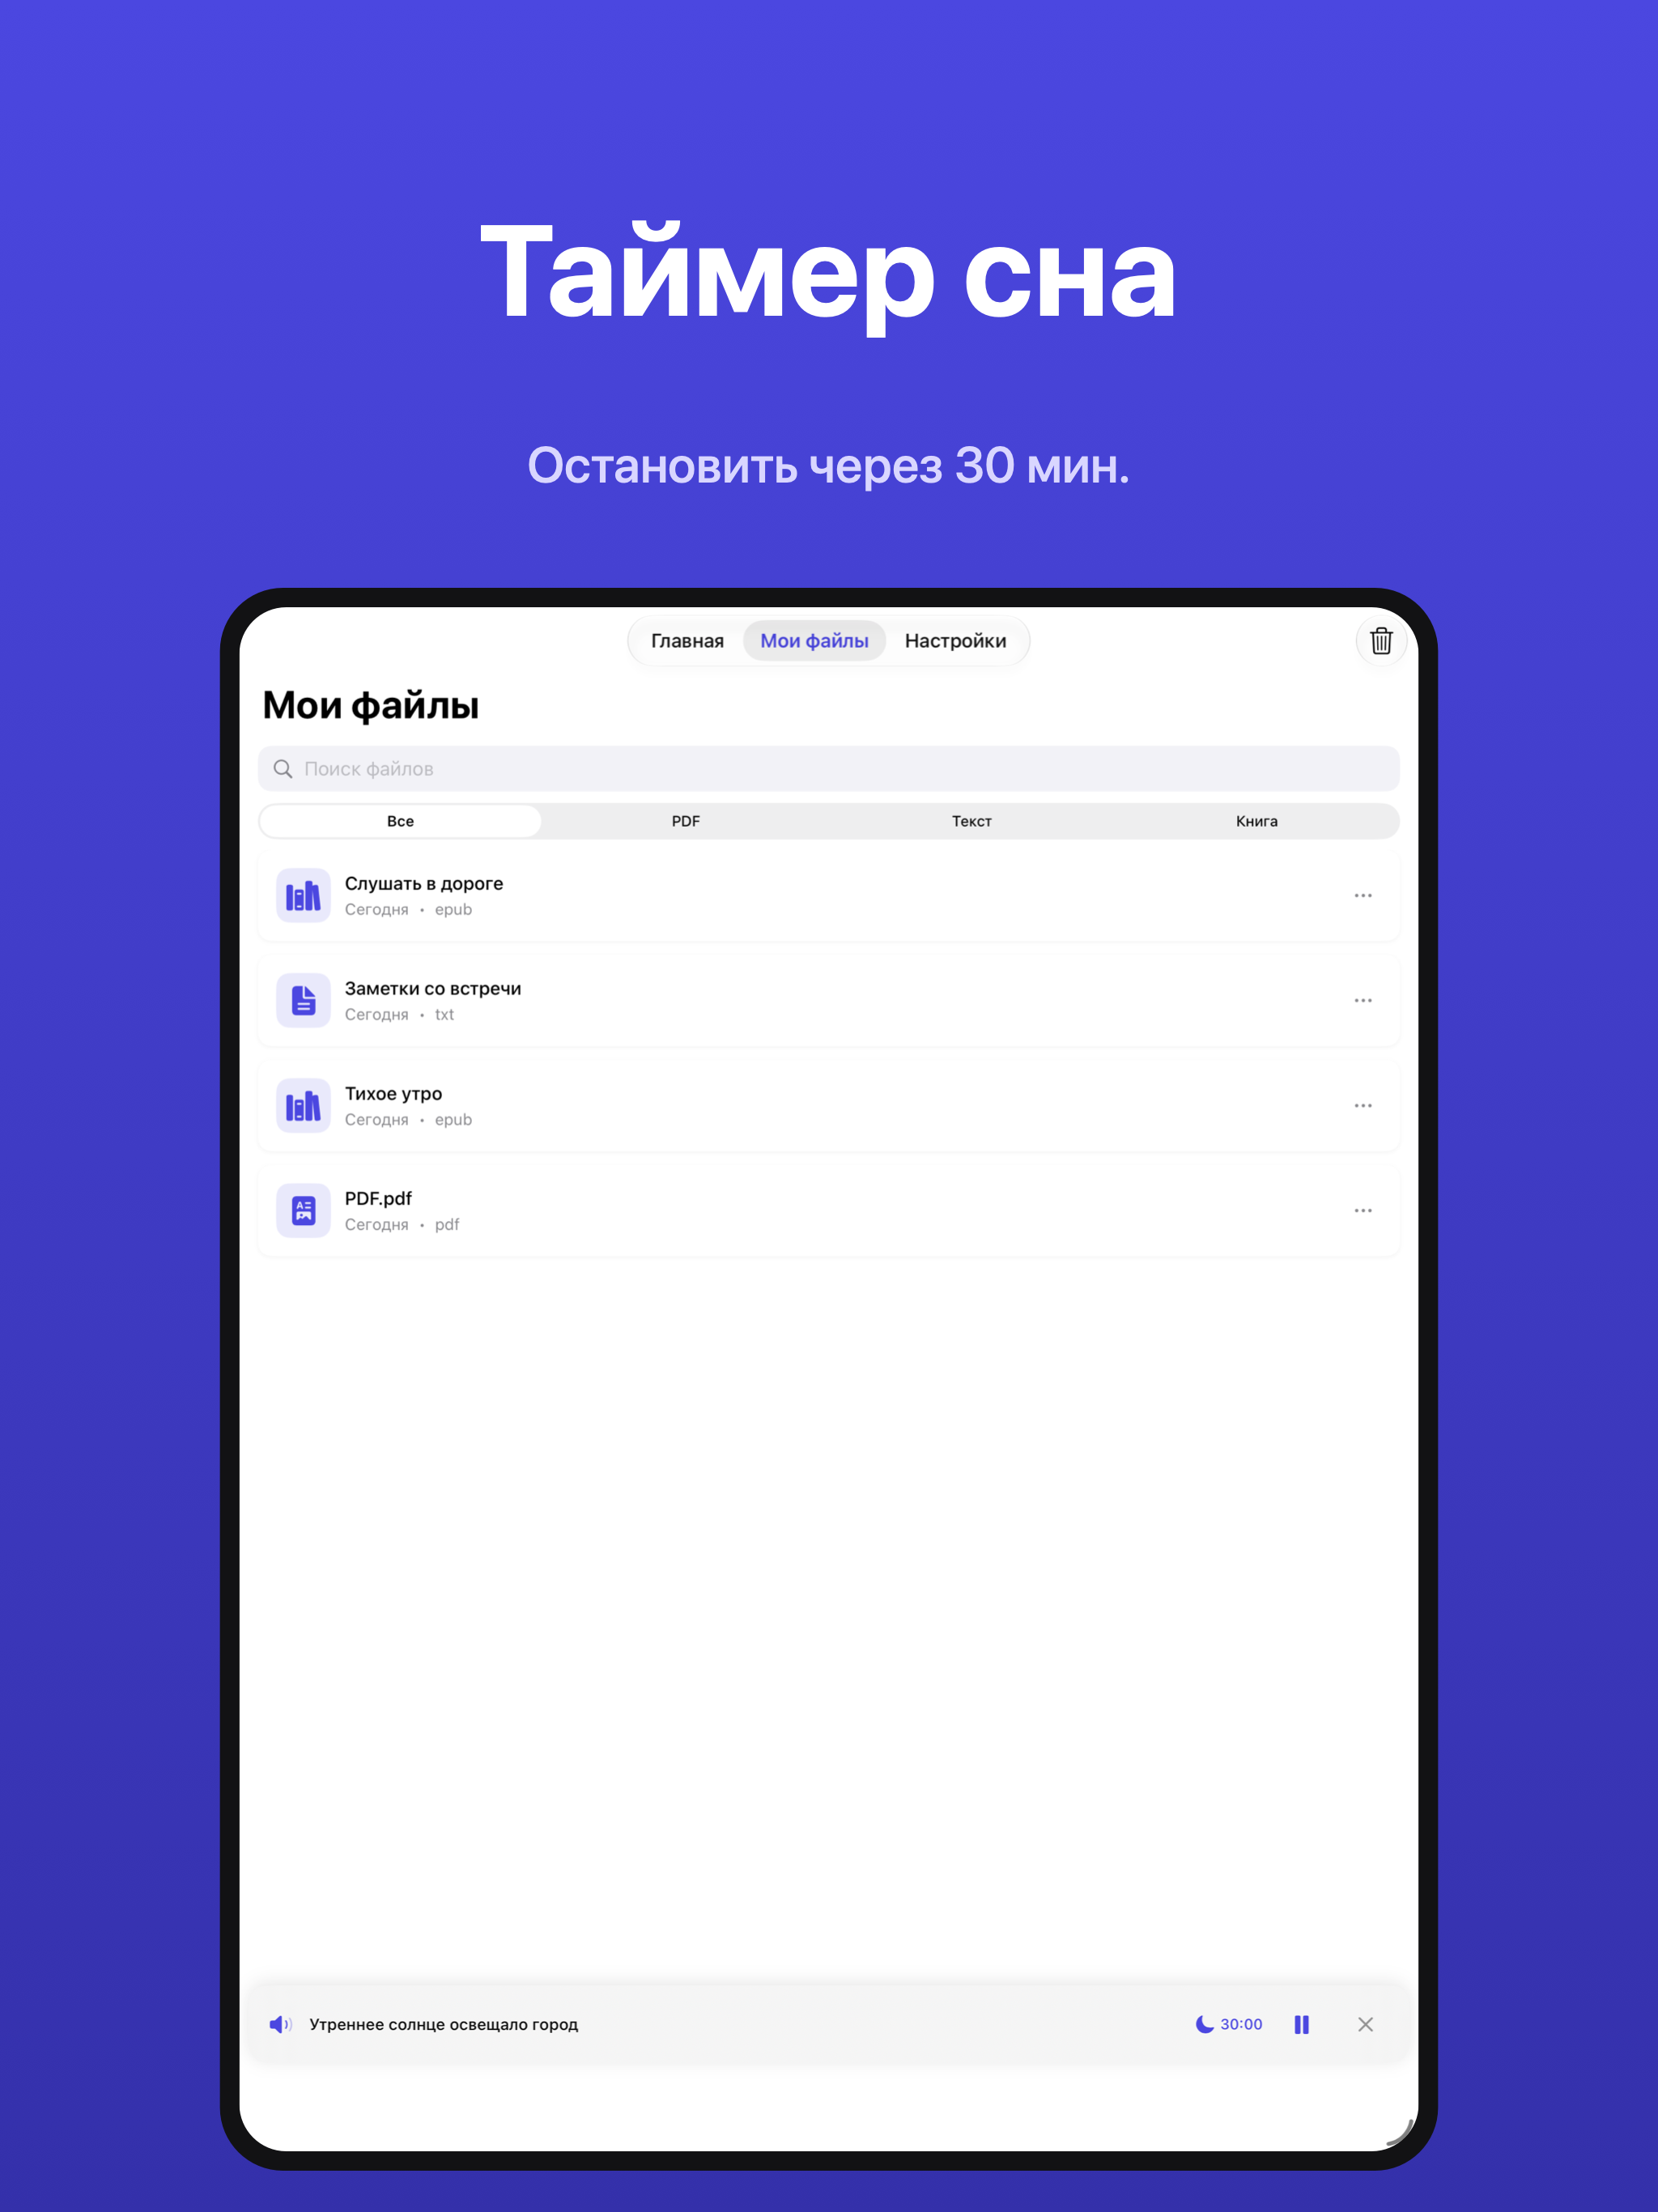 Таймер сна
Остановить через 30 мин.
Главная Мои файлы Настройки
Мои файлы
Поиск файлов
Все PDF Текст Книга
Слушать в дороге
Сегодня • epub
Заметки со встречи
Сегодня • txt
Тихое утро
Сегодня • epub
PDF.pdf
Сегодня • pdf
Утреннее солнце освещало город 30:00